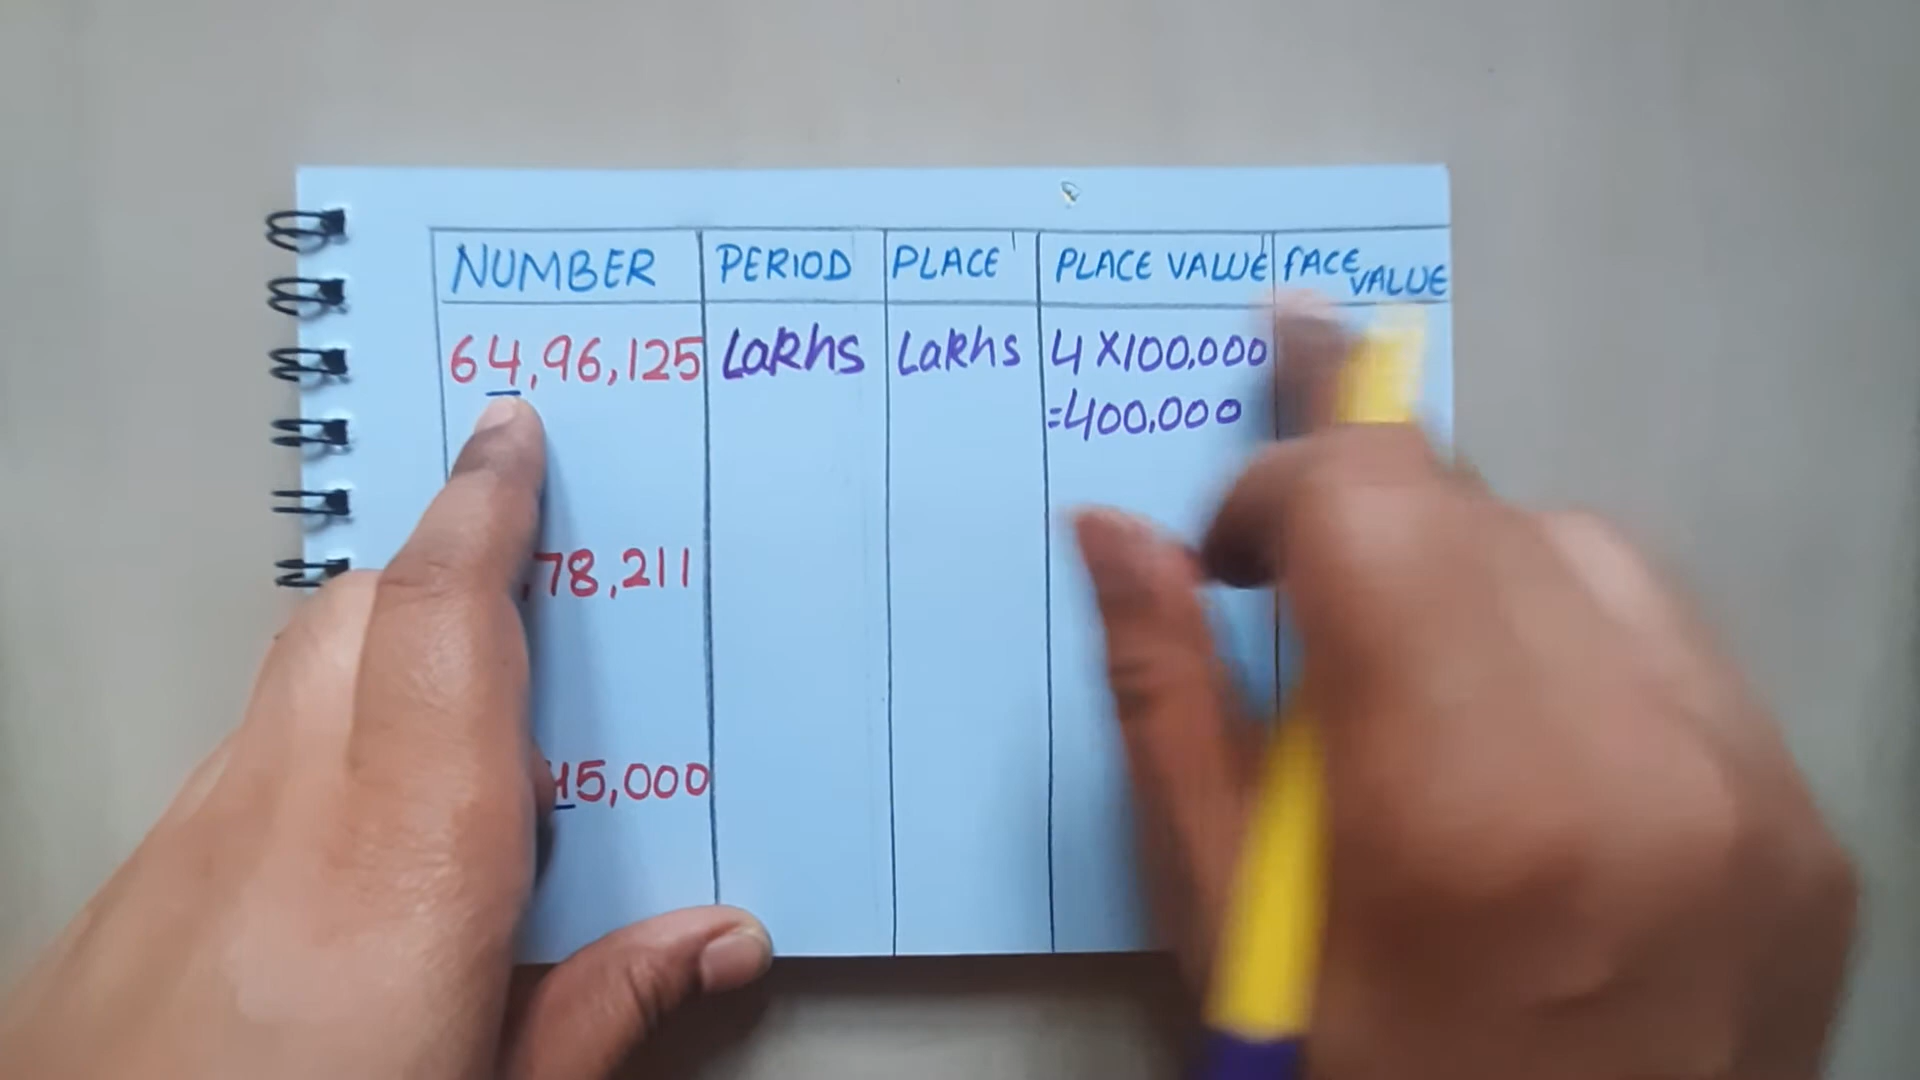 NUMBER PERIOD PLACE PLACE VALUE FACE VALUE
64,96,125 Lakhs Lakhs 4 X100,000
=400,000
,78,211
45,000